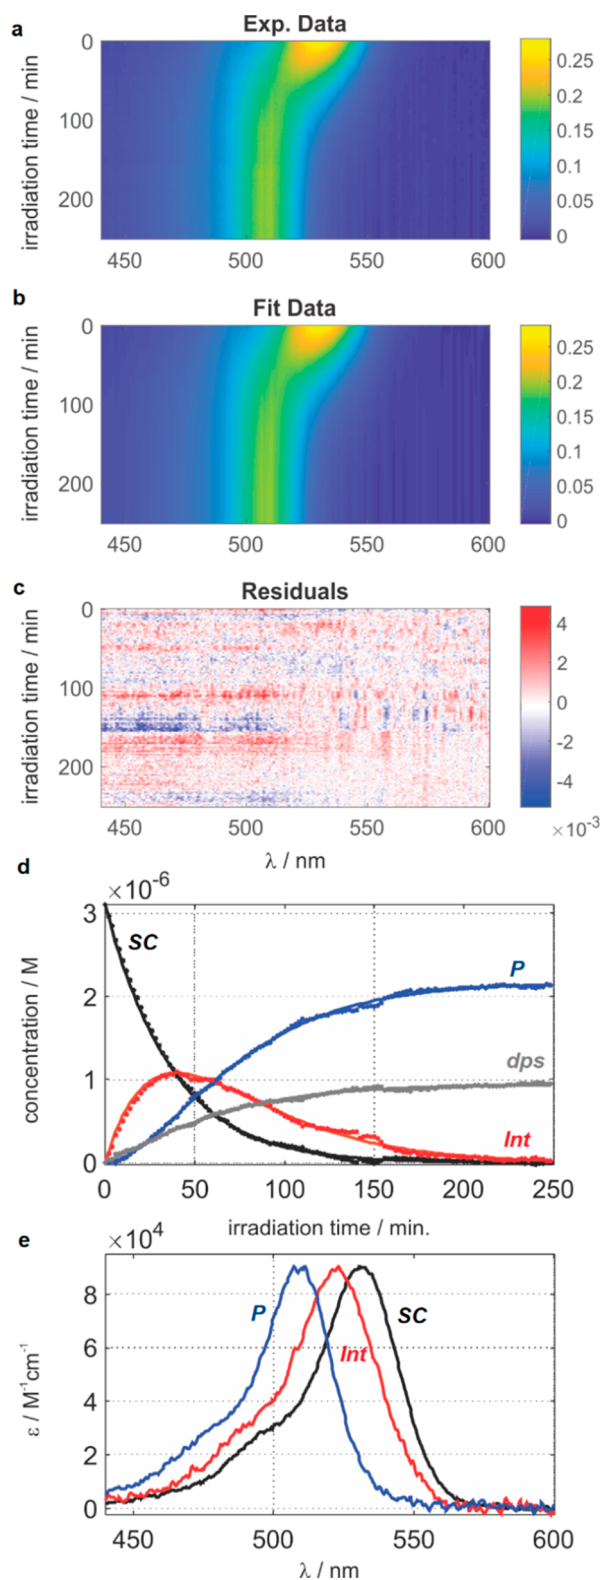 a
Exp. Data
irradiation time / min
0
100
200
450 500 550 600
0.25
0.2
0.15
0.1
0.05
0
b
Fit Data
irradiation time / min
0
100
200
450 500 550 600
0.25
0.2
0.15
0.1
0.05
0
c
Residuals
irradiation time / min
0
100
200
450 500 550 600
λ / nm
4
2
0
-2
-4
×10-3
d
×10-6
concentration / M
3
2
1
0
SC
P
dps
Int
0 50 100 150 200 250
irradiation time / min.
e
×104
ε / M-1cm-1
8
6
4
2
0
P
Int
SC
450 500 550 600
λ / nm